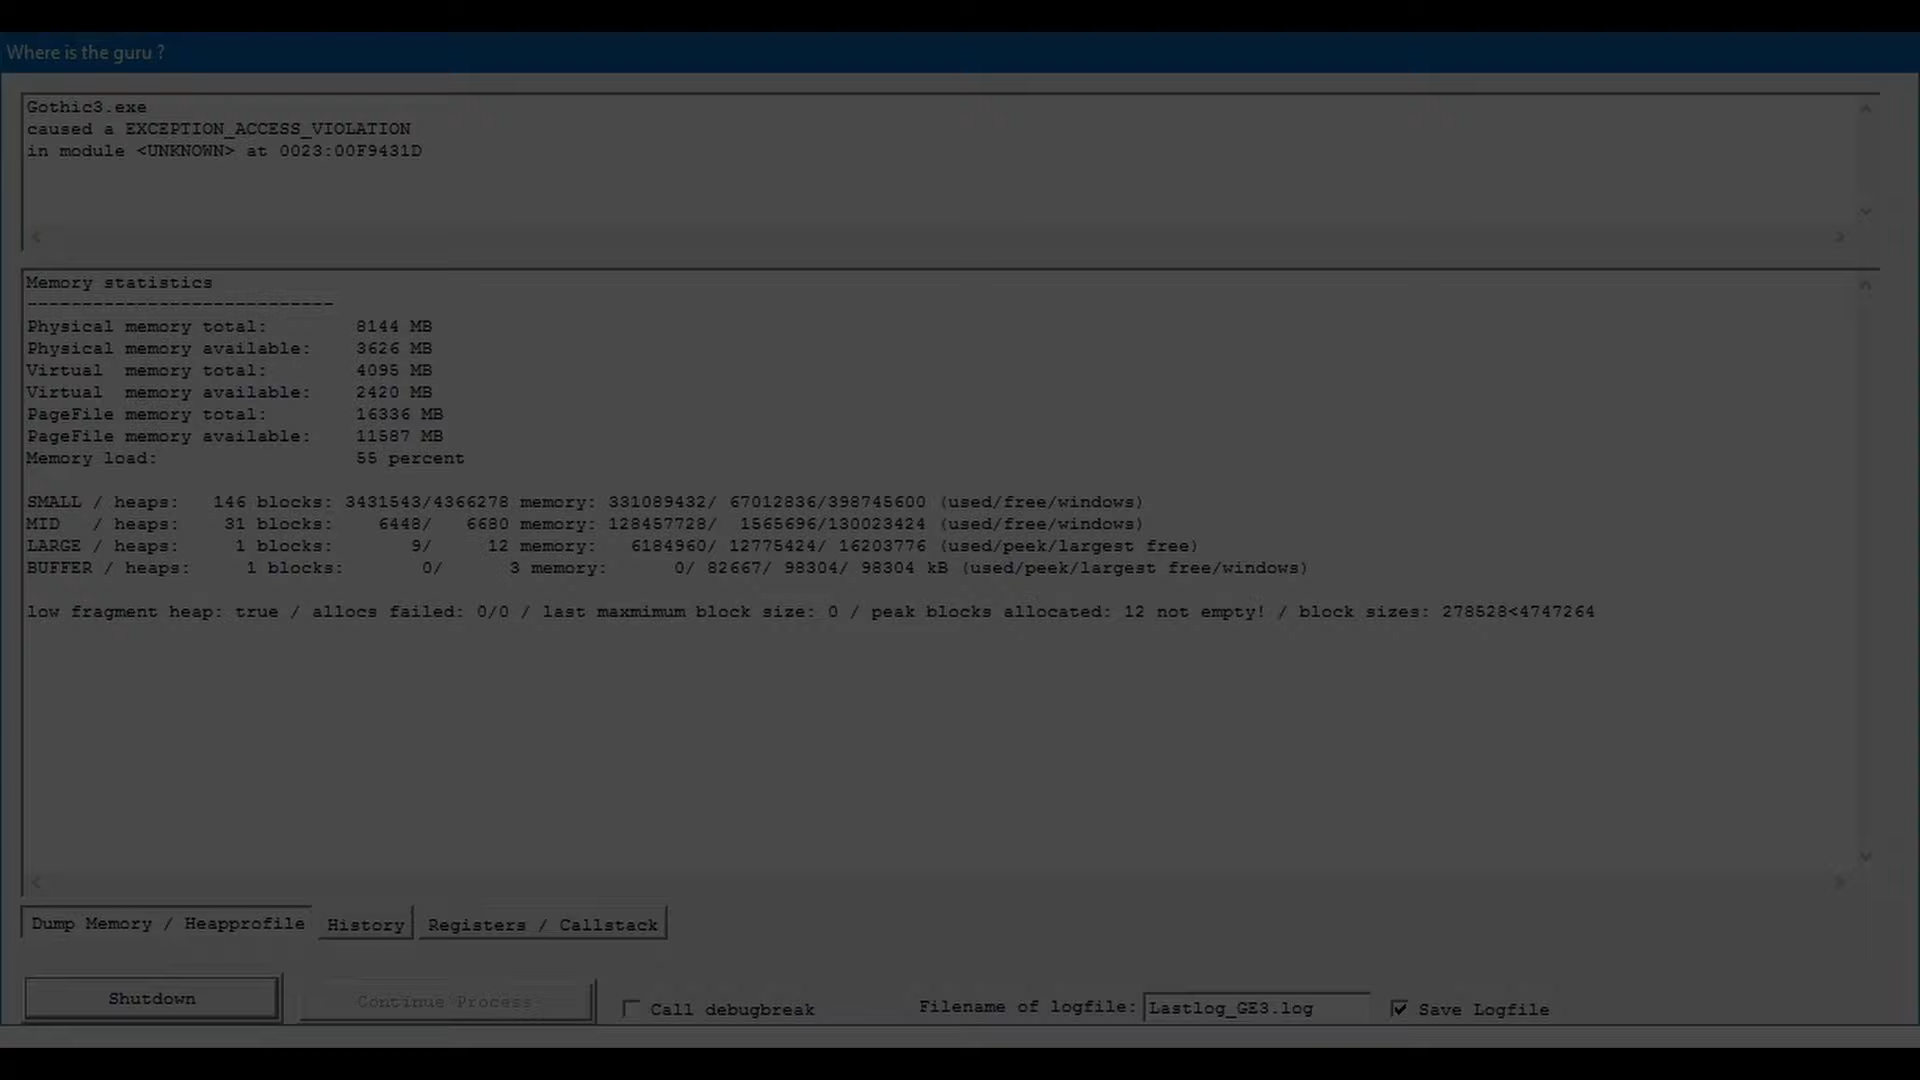 Where is the guru ?
Gothic3.exe
caused a EXCEPTION_ACCESS_VIOLATION
in module <UNKNOWN> at 0023:00F9431D
Memory statistics
----------------------------
Physical memory total: 8144 MB
Physical memory available: 3626 MB
Virtual memory total: 4095 MB
Virtual memory available: 2420 MB
PageFile memory total: 16336 MB
PageFile memory available: 11587 MB
Memory load: 55 percent
SMALL / heaps: 146 blocks: 3431543/4366278 memory: 331089432/ 67012836/398745600 (used/free/windows)
MID / heaps: 31 blocks: 6448/ 6680 memory: 128457728/ 1565696/130023424 (used/free/windows)
LARGE / heaps: 1 blocks: 9/ 12 memory: 6184960/ 12775424/ 16203776 (used/peek/largest free)
BUFFER / heaps: 1 blocks: 0/ 3 memory: 0/ 82667/ 98304/ 98304 kB (used/peek/largest free/windows)
low fragment heap: true / allocs failed: 0/0 / last maxmimum block size: 0 / peak blocks allocated: 12 not empty! / block sizes: 278528<4747264
Dump Memory / Heapprofile History Registers / Callstack
Shutdown Continue Process Call debugbreak Filename of logfile: Lastlog_GE3.log Save Logfile